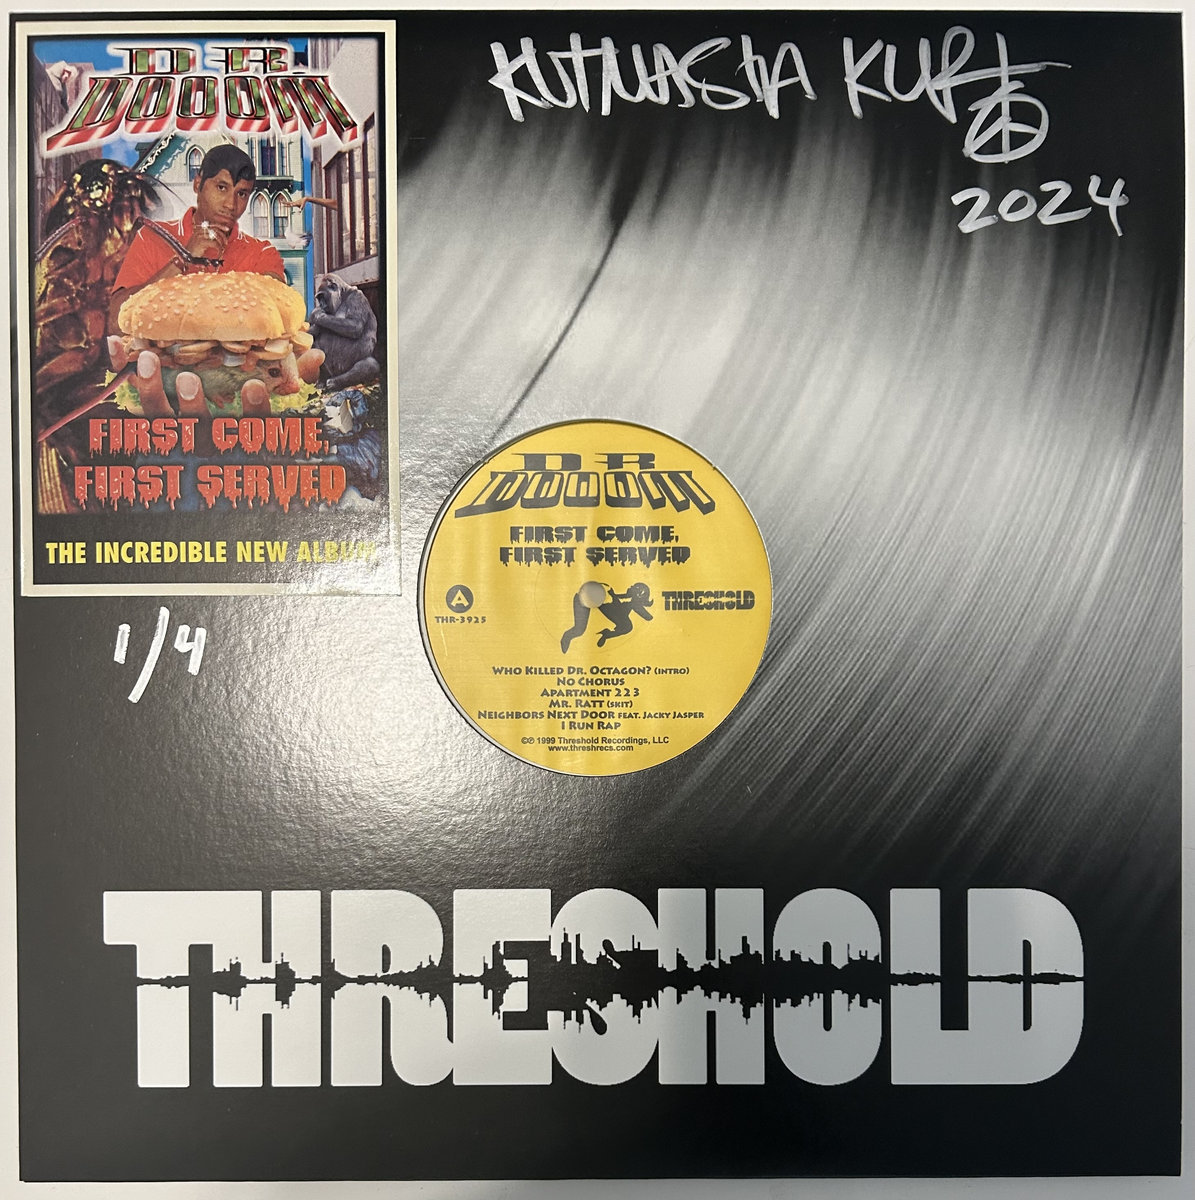 DR.
DOOOM
FIRST COME,
FIRST SERVED
THE INCREDIBLE NEW ALBUM
KUTMASTA KURT
2024
1/4
DR
DOOOM
FIRST COME,
FIRST SERVED
A
THR-3925
THRESHOLD
WHO KILLED DR. OCTAGON? (INTRO)
NO CHORUS
APARTMENT 223
MR. RATT (SKIT)
NEIGHBORS NEXT DOOR FEAT. JACKY JASPER
I RUN RAP
©℗ 1999 Threshold Recordings, LLC
www.threshrecs.com
THRESHOLD